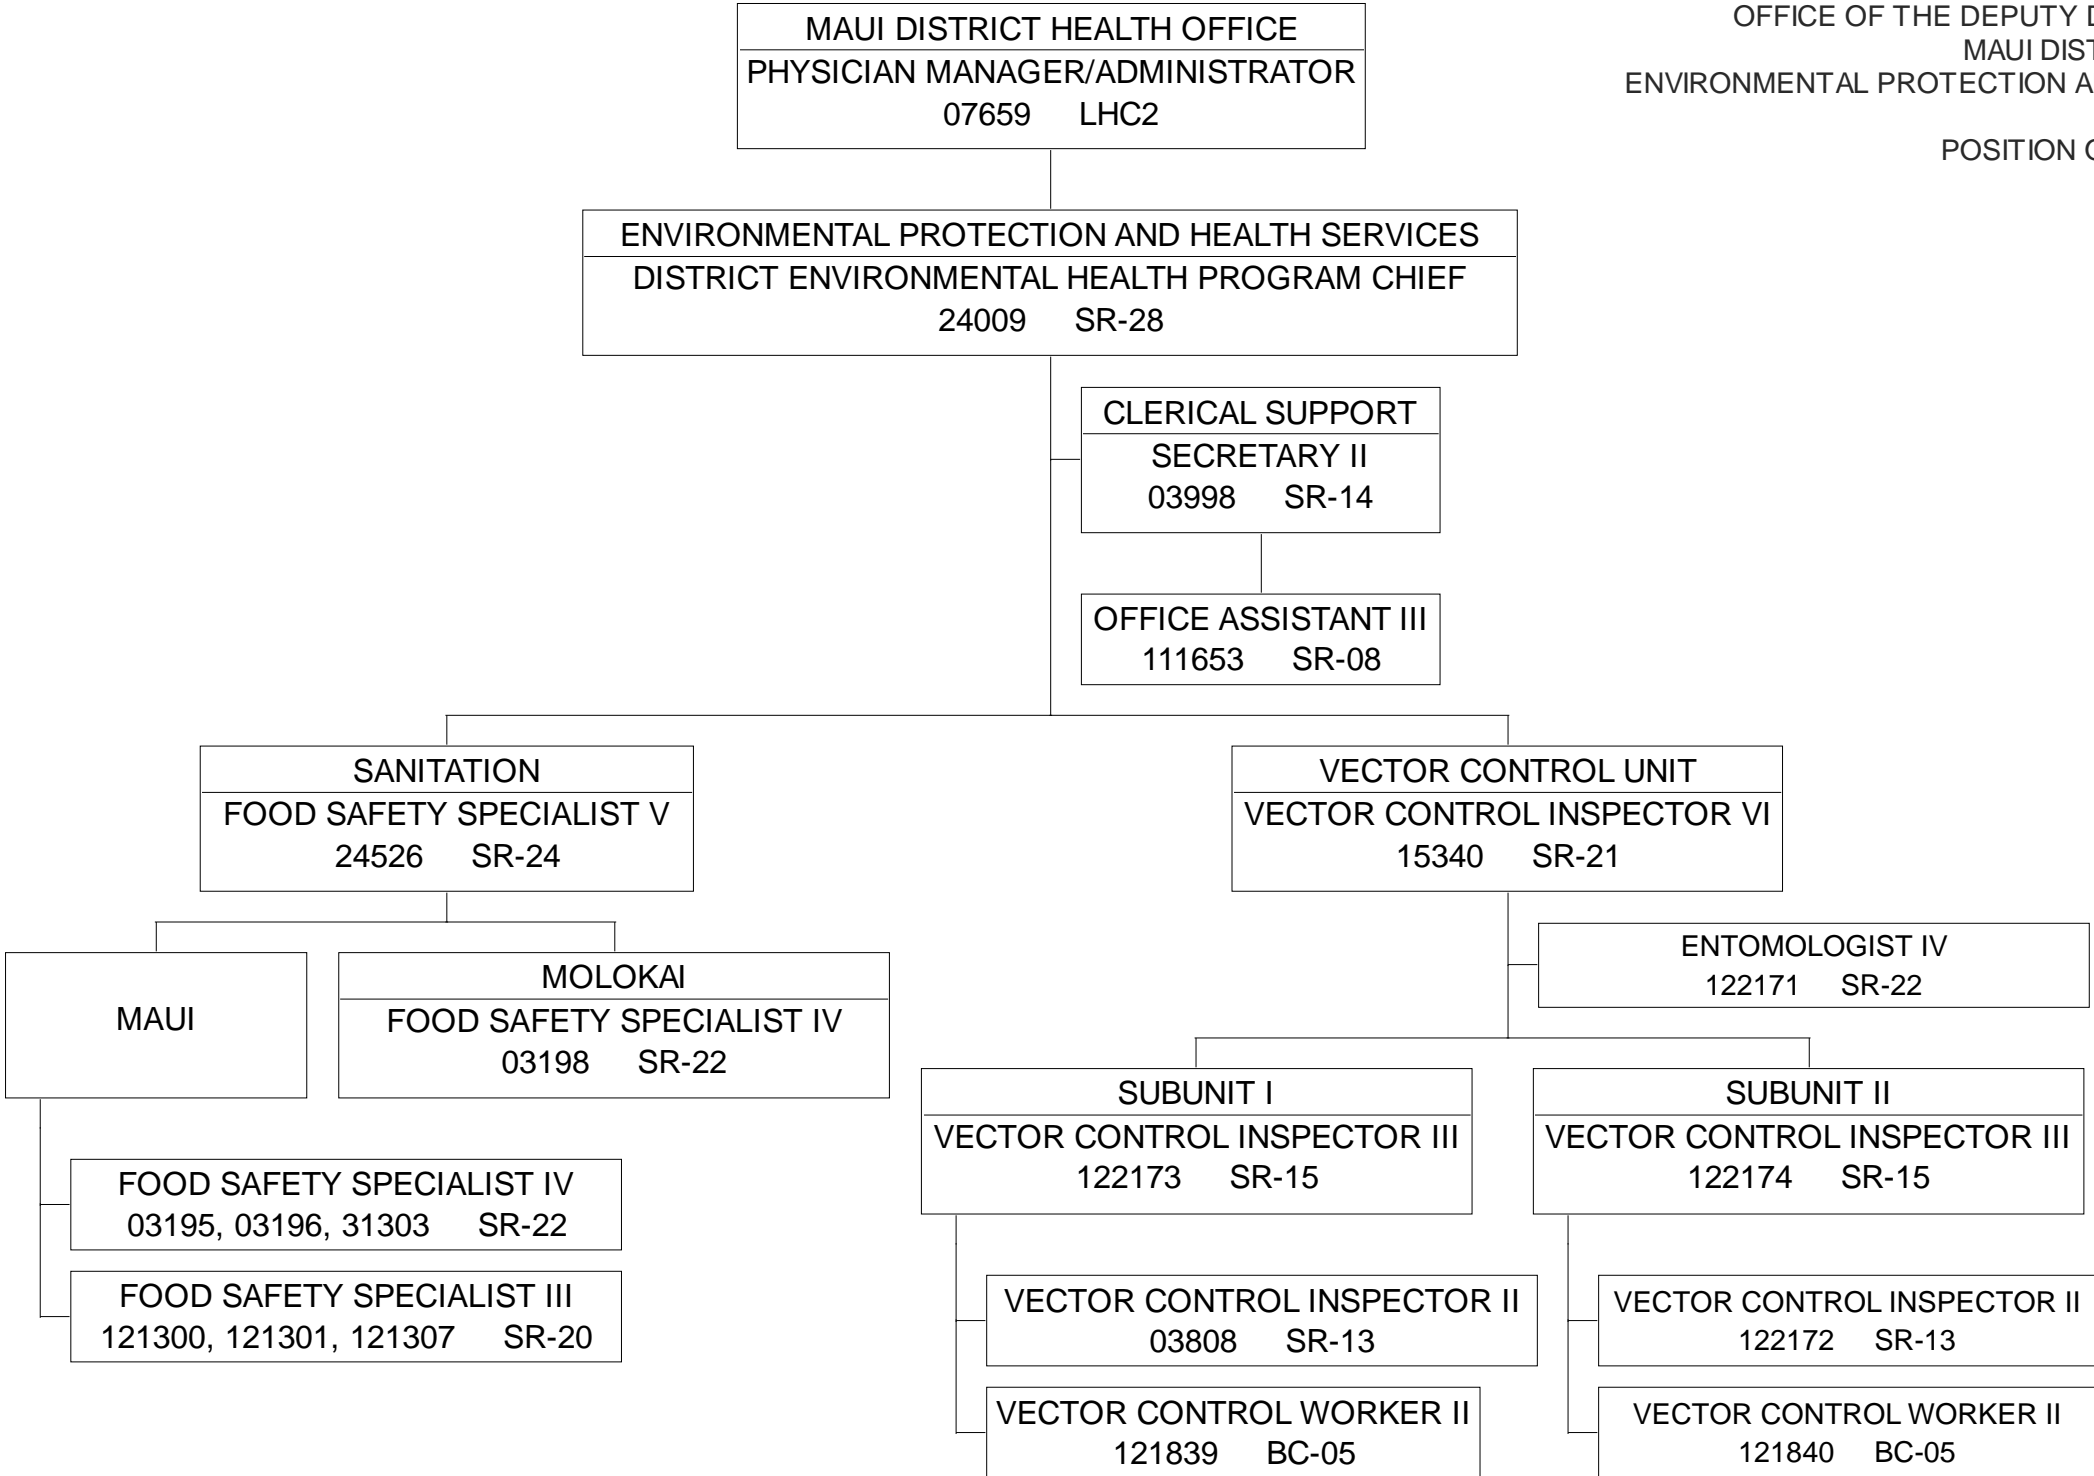 MAUI DISTRICT HEALTH OFFICE
PHYSICIAN MANAGER/ADMINISTRATOR
07659 LHC2
OFFICE OF THE DEPUTY
MAUI
ENVIRONMENTAL PROTECTION
POSITION
ENVIRONMENTAL PROTECTION AND HEALTH SERVICES
DISTRICT ENVIRONMENTAL HEALTH PROGRAM CHIEF
24009 SR-28
CLERICAL SUPPORT
SECRETARY II
03998 SR-14
OFFICE ASSISTANT III
111653 SR-08
SANITATION
FOOD SAFETY SPECIALIST V
24526 SR-24
VECTOR CONTROL UNIT
VECTOR CONTROL INSPECTOR VI
15340 SR-21
MAUI
MOLOKAI
FOOD SAFETY SPECIALIST IV
03198 SR-22
ENTOMOLOGIST IV
122171 SR-22
FOOD SAFETY SPECIALIST IV
03195, 03196, 31303 SR-22
FOOD SAFETY SPECIALIST III
121300, 121301, 121307 SR-20
SUBUNIT I
VECTOR CONTROL INSPECTOR III
122173 SR-15
VECTOR CONTROL INSPECTOR II
03808 SR-13
VECTOR CONTROL WORKER II
121839 BC-05
SUBUNIT II
VECTOR CONTROL INSPECTOR III
122174 SR-15
VECTOR CONTROL INSPECTOR II
122172 SR-13
VECTOR CONTROL WORKER II
121840 BC-05